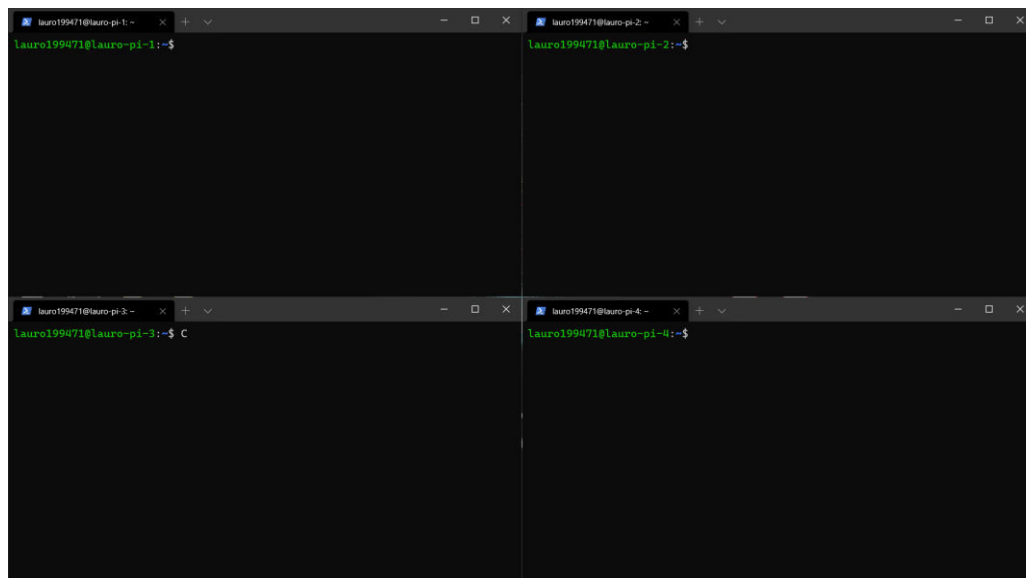 lauro199471@lauro-pi-1: ~
lauro199471@lauro-pi-1:~$
lauro199471@lauro-pi-2: ~
lauro199471@lauro-pi-2:~$
lauro199471@lauro-pi-3: ~
lauro199471@lauro-pi-3:~$ C
lauro199471@lauro-pi-4: ~
lauro199471@lauro-pi-4:~$